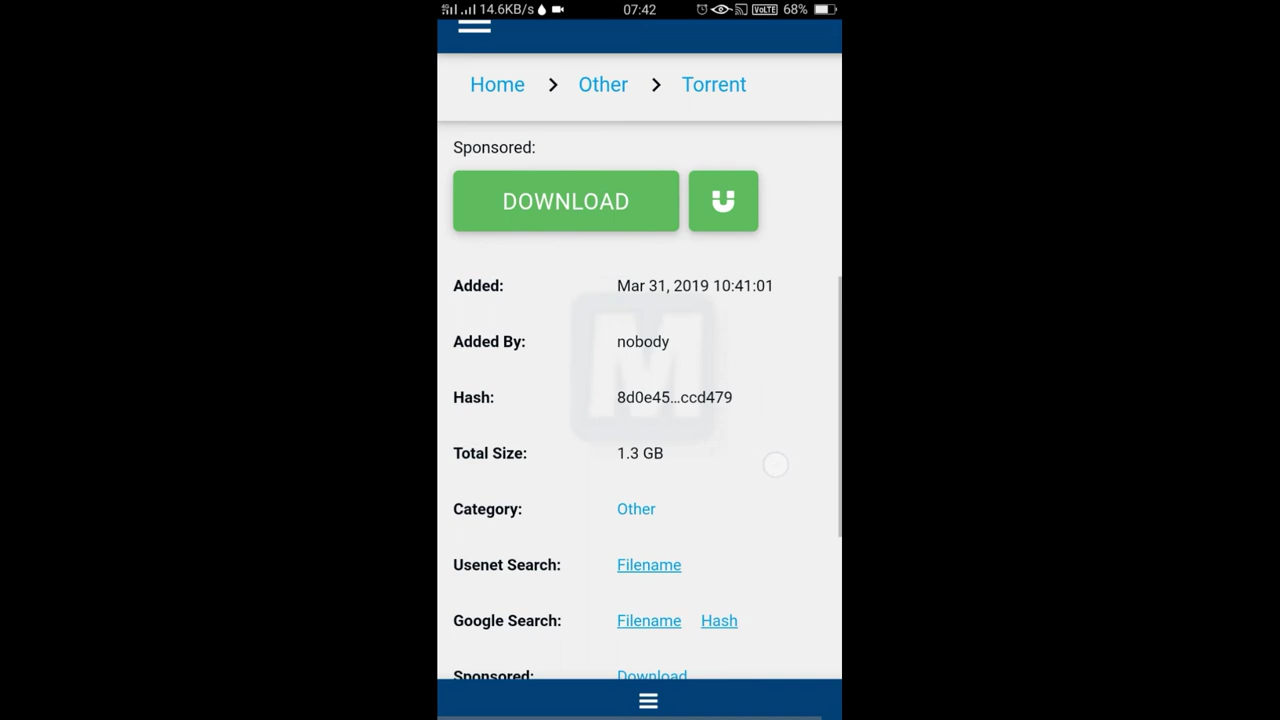 14.6KB/s 07:42 VoLTE 68%
Home Other Torrent
Sponsored:
DOWNLOAD
Added: Mar 31, 2019 10:41:01
Added By: nobody
Hash: 8d0e45...ccd479
Total Size: 1.3 GB
Category: Other
Usenet Search: Filename
Google Search: Filename Hash
Sponsored: Download
M